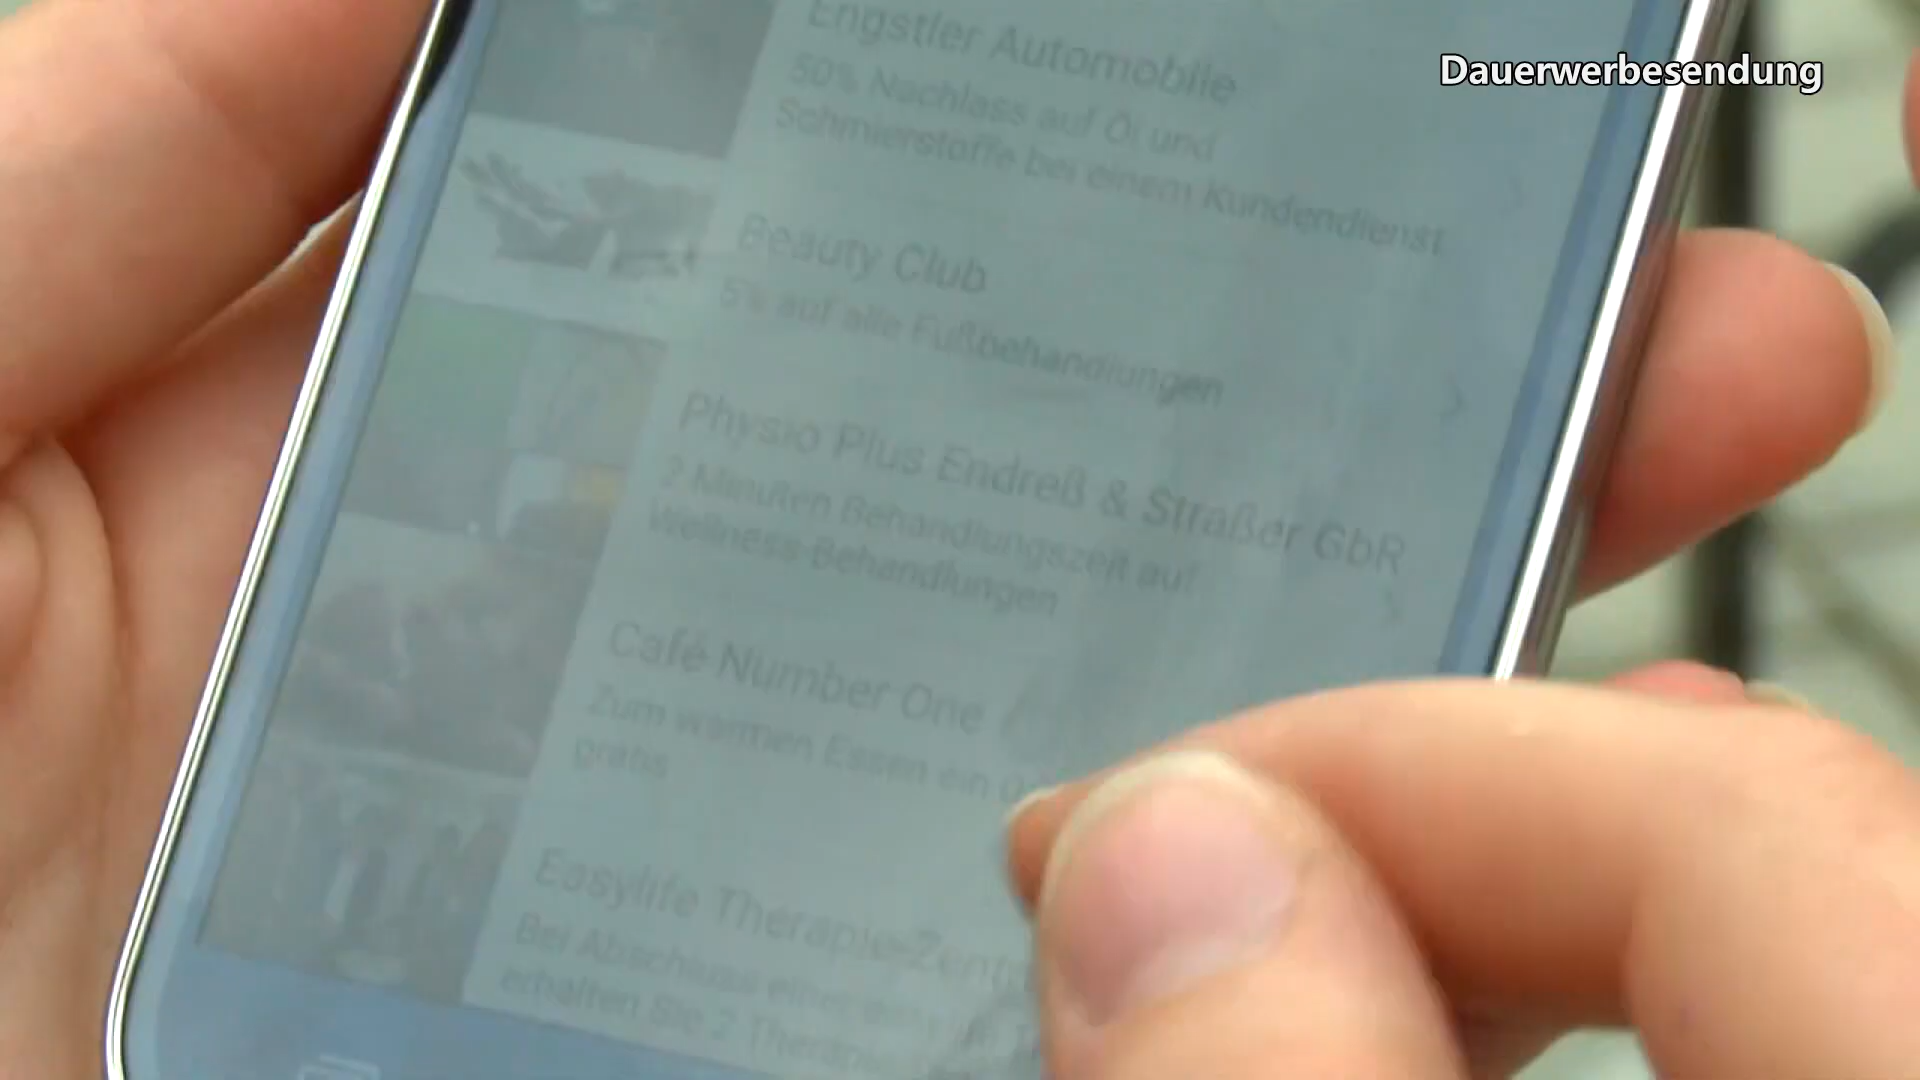 Dauerwerbesendung
Engstler Automobile
50% Nachlass auf Öl und
Schmierstoffe bei einem Kundendienst
Beauty Club
5% auf alle Fußbehandlungen
Physio Plus Endreß & Straßer GbR
2 Minuten Behandlungszeit auf
Wellness-Behandlungen
Café Number One
Zum warmen Essen ein
gratis
Easylife
Bei Abschluss einer
erhalten Sie 2